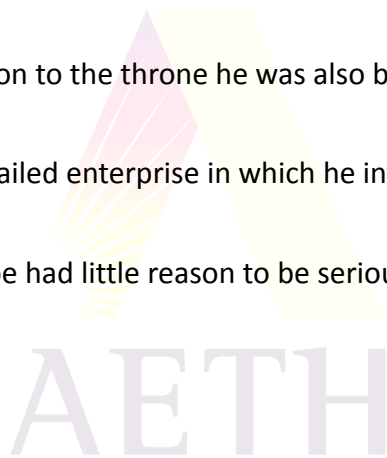 on to the throne he was also b
ailed enterprise in which he in
e had little reason to be seriou
AETH